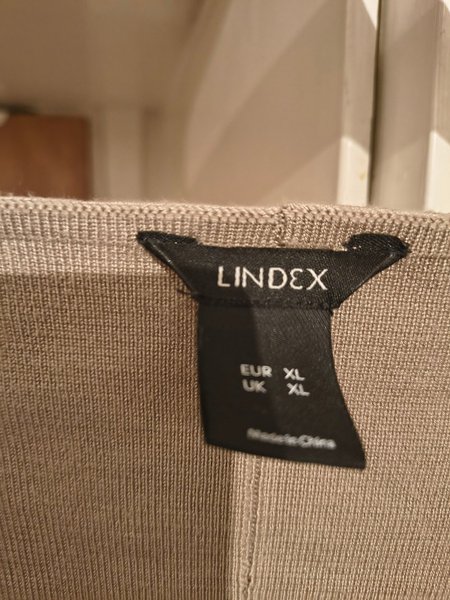 LINDEX
EUR XL
UK XL
Made in China